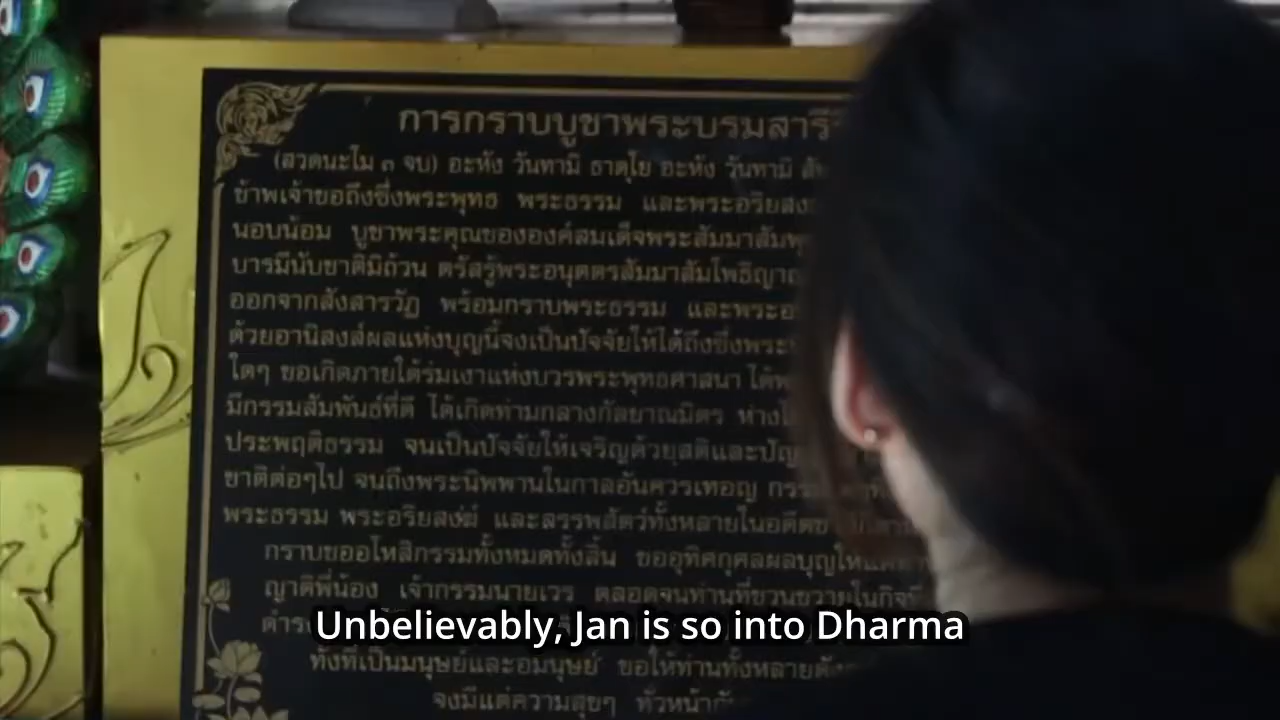 การกราบบูชาพระบรมสารี
(สวดนะโม ๓ จบ) อะหัง วันทามิ ธาตุโย อะหัง วันทามิ
ข้าพเจ้าขอถึงซึ่งพระพุทธ พระธรรม และพระอริยสง
นอบน้อม บูชาพระคุณขององค์สมเด็จพระสัมมาสัมพุ
บารมีนับชาติมิถ้วน ตรัสรู้พระอนุตตรสัมมาสัมโพธิญาณ
ออกจากสังสารวัฏ พร้อมกราบพระธรรม และพระอ
ด้วยอานิสงส์ผลแห่งบุญนี้จงเป็นปัจจัยให้ได้ถึงซึ่งพระ
ใดๆ ขอเกิดภายใต้ร่มเงาแห่งบวรพระพุทธศาสนา ได้
มีกรรมสัมพันธ์ที่ดี ได้เกิดท่ามกลางกัลยาณมิตร ห่าง
ประพฤติธรรม จนเป็นปัจจัยให้เจริญด้วยสติและปัญ
ชาติต่อๆไป จนถึงพระนิพพานในกาลอันควรเทอญ
พระธรรม พระอริยสงฆ์ และสรรพสัตว์ทั้งหลายในอดีต
กราบขออโหสิกรรมทั้งหมดทั้งสิ้น ขออุทิศกุศลผลบุญ
ญาติพี่น้อง เจ้ากรรมนายเวร ตลอดจนท่านที่ขวนขวายในกิจ
Unbelievably, Jan is so into Dharma
ทั้งที่เป็นมนุษย์และอมนุษย์ ขอให้ท่านทั้งหลาย
จงมีแต่ความสุขๆ ทั่วหน้ากั